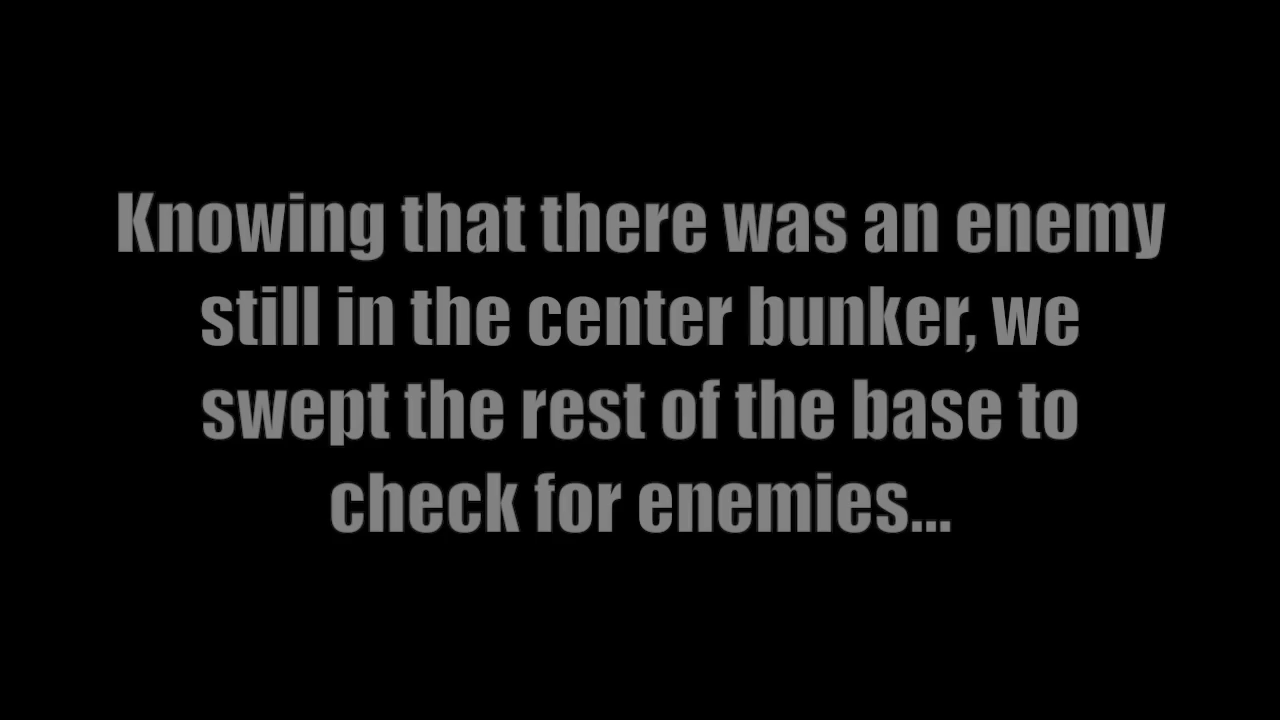 Knowing that there was an enemy
still in the center bunker, we
swept the rest of the base to
check for enemies...